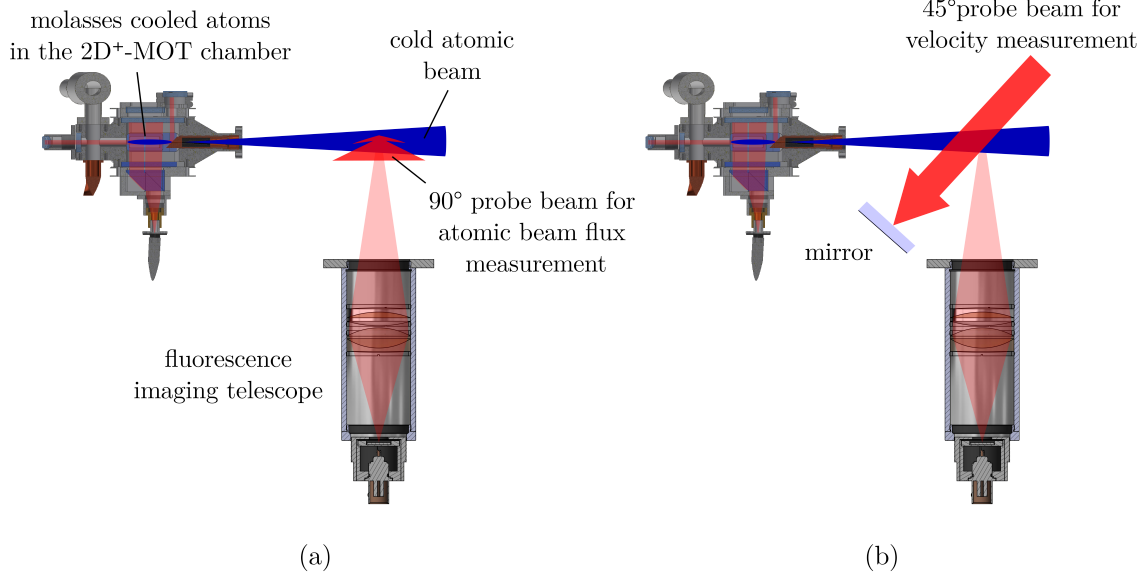 molasses cooled atoms
in the 2D⁺-MOT chamber
cold atomic
beam
90° probe beam for
atomic beam flux
measurement
fluorescence
imaging telescope
(a)
45°probe beam for
velocity measurement
mirror
(b)